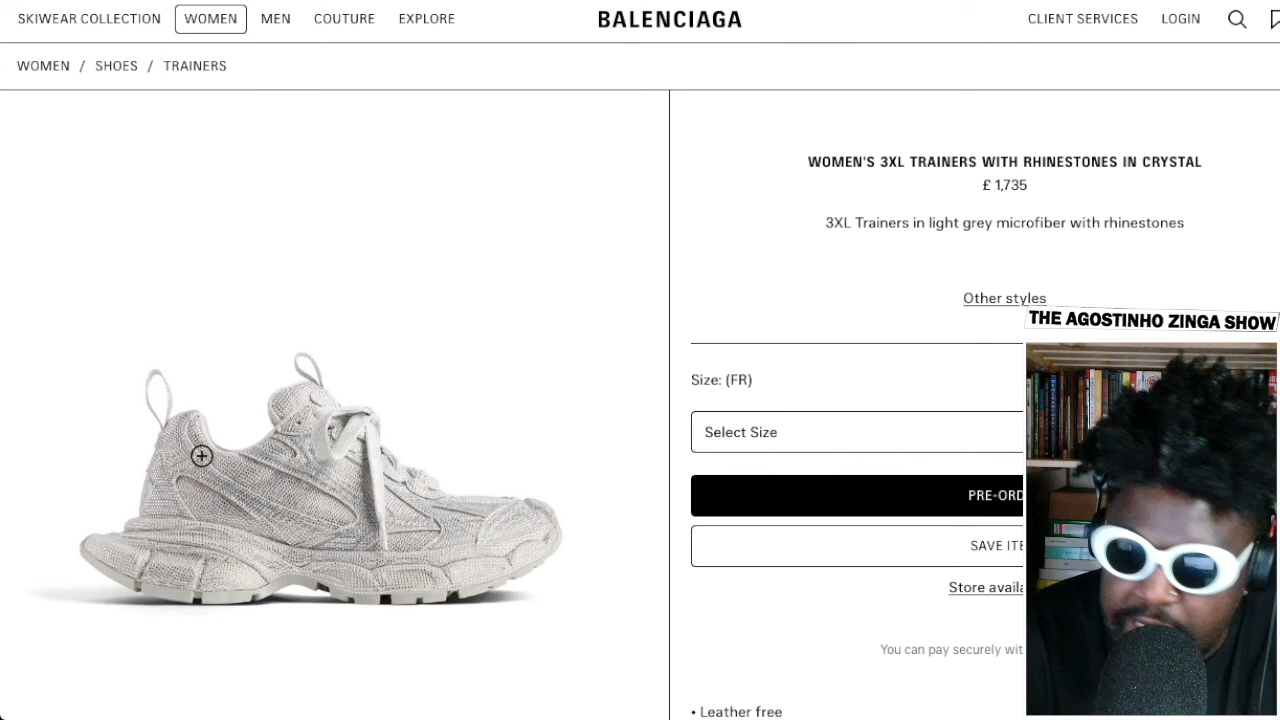 SKIWEAR COLLECTION WOMEN MEN COUTURE EXPLORE BALENCIAGA CLIENT SERVICES LOGIN
WOMEN / SHOES / TRAINERS
WOMEN'S 3XL TRAINERS WITH RHINESTONES IN CRYSTAL
£ 1,735
3XL Trainers in light grey microfiber with rhinestones
Other styles
THE AGOSTINHO ZINGA SHOW
Size: (FR)
Select Size
PRE-ORD
SAVE ITE
Store availa
You can pay securely wit
• Leather free